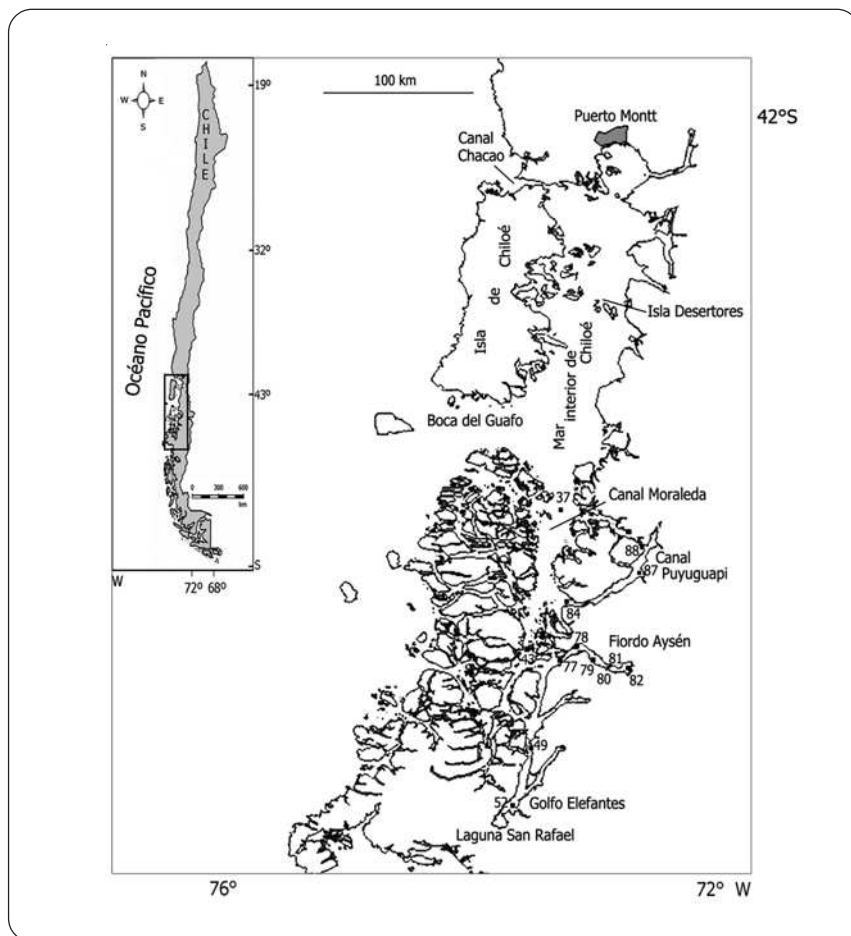 N
W E
S
CHILE
19º
32º
43º
S
Océano Pacífico
0 300 600
km
W
72º 68º
100 km
Puerto Montt
42ºS
Canal
Chacao
Isla de Chiloé
Isla Desertores
Mar interior de
Chiloé
Boca del Guafo
37
Canal Moraleda
88
Canal
Puyuguapi
87
84
Fiordo Aysén
78
43
77
79
80
81
82
49
52
Golfo Elefantes
Laguna San Rafael
76º
72º W